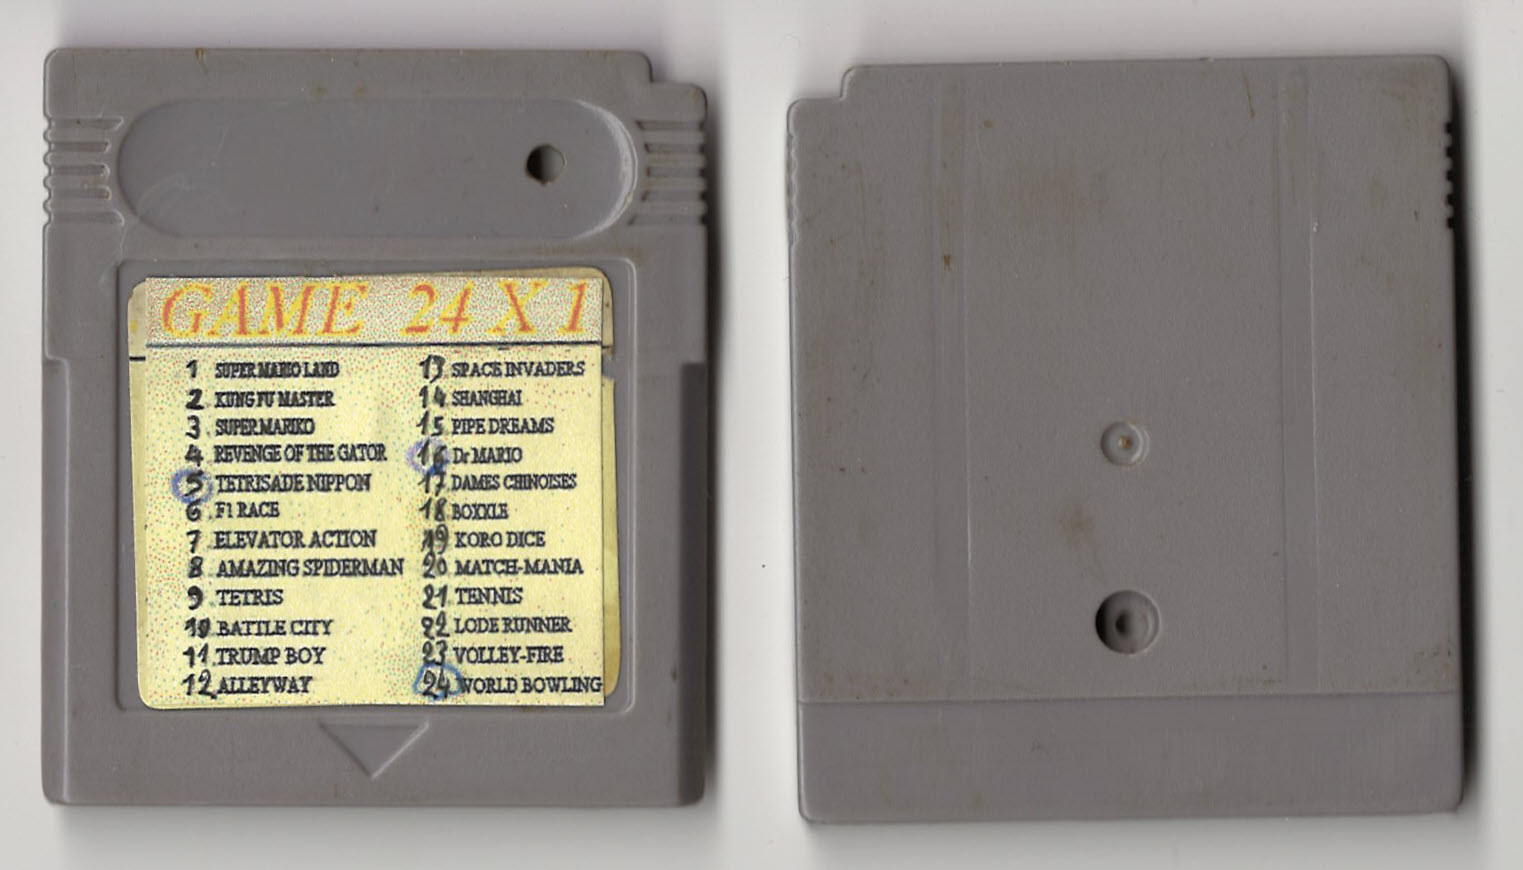 GAME 24 X 1
1 SUPER MARIO LAND
2 KUNG FU MASTER
3 SUPER MARIKO
4 REVENGE OF THE GATOR
5 TETRISADE NIPPON
6 F1 RACE
7 ELEVATOR ACTION
8 AMAZING SPIDERMAN
9 TETRIS
10 BATTLE CITY
11 TRUMP BOY
12 ALLEYWAY
13 SPACE INVADERS
14 SHANGHAI
15 PIPE DREAMS
16 Dr MARIO
17 DAMES CHINOISES
18 BOXXLE
19 KORO DICE
20 MATCH-MANIA
21 TENNIS
22 LODE RUNNER
23 VOLLEY-FIRE
24 WORLD BOWLING